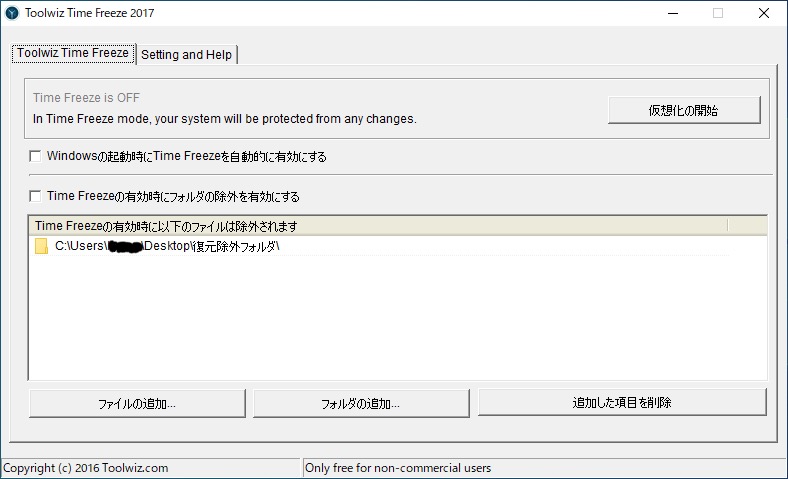 Toolwiz Time Freeze 2017
Toolwiz Time Freeze
Setting and Help
Time Freeze is OFF
In Time Freeze mode, your system will be protected from any changes.
仮想化の開始
Windowsの起動時にTime Freezeを自動的に有効にする
Time Freezeの有効時にフォルダの除外を有効にする
Time Freezeの有効時に以下のファイルは除外されます
C:\Users\ \Desktop\復元除外フォルダ\
ファイルの追加...
フォルダの追加...
追加した項目を削除
Copyright (c) 2016 Toolwiz.com
Only free for non-commercial users